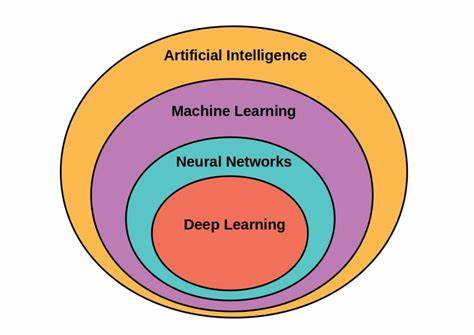 Artificial Intelligence
Machine Learning
Neural Networks
Deep Learning